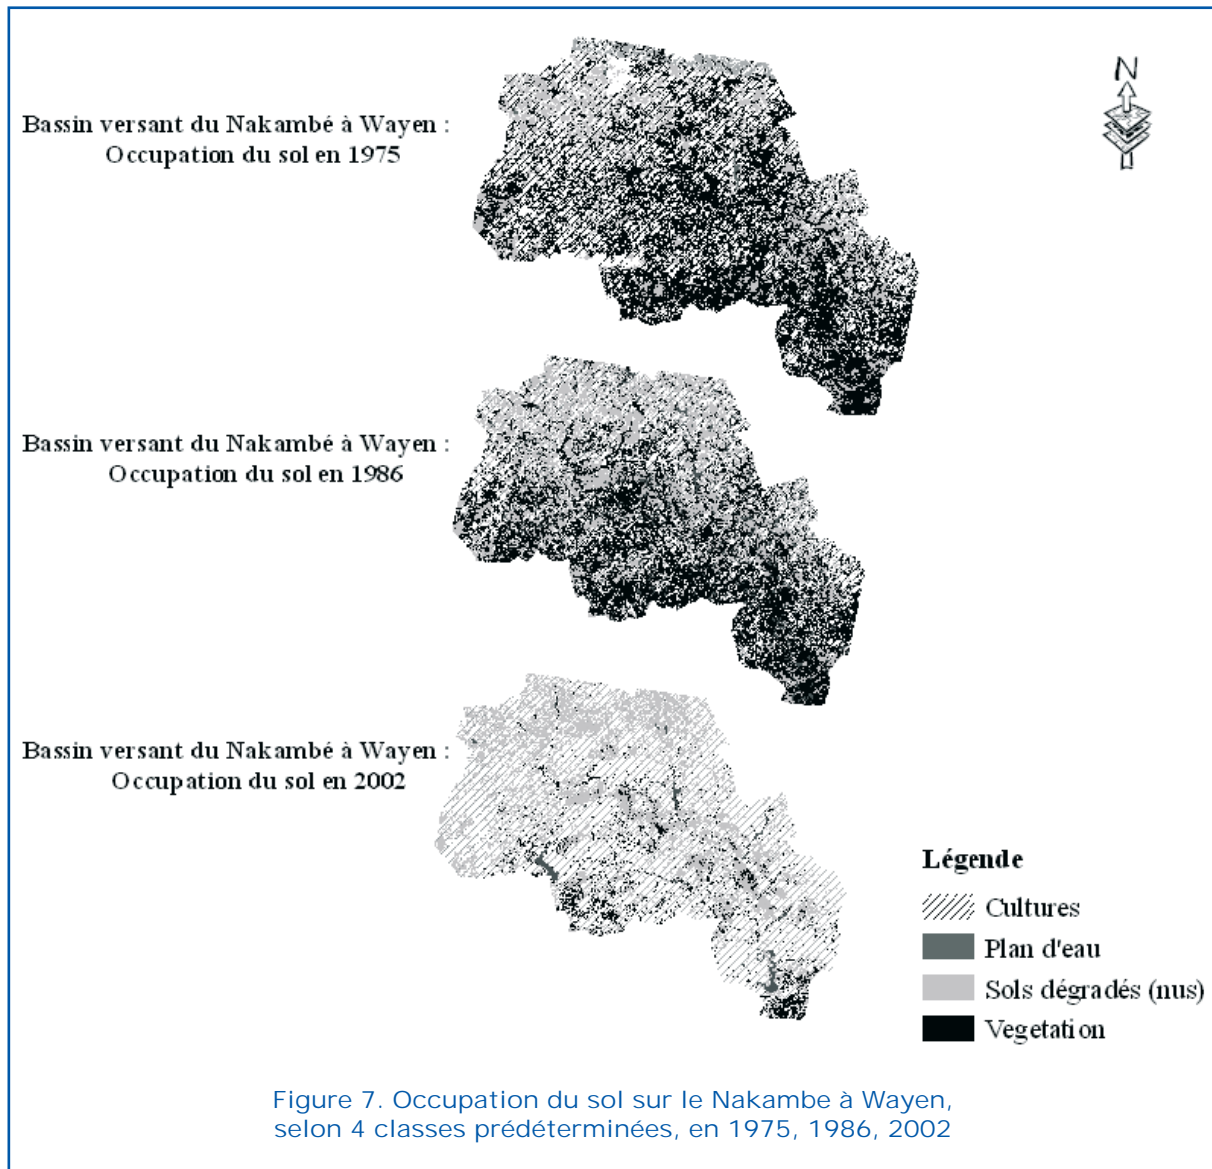 N
Bassin versant du Nakambé à Wayen :
Occupation du sol en 1975
Bassin versant du Nakambé à Wayen :
Occupation du sol en 1986
Bassin versant du Nakambé à Wayen :
Occupation du sol en 2002
Légende
Cultures
Plan d'eau
Sols dégradés (nus)
Vegetation
Figure 7. Occupation du sol sur le Nakambe à Wayen,
selon 4 classes prédéterminées, en 1975, 1986, 2002